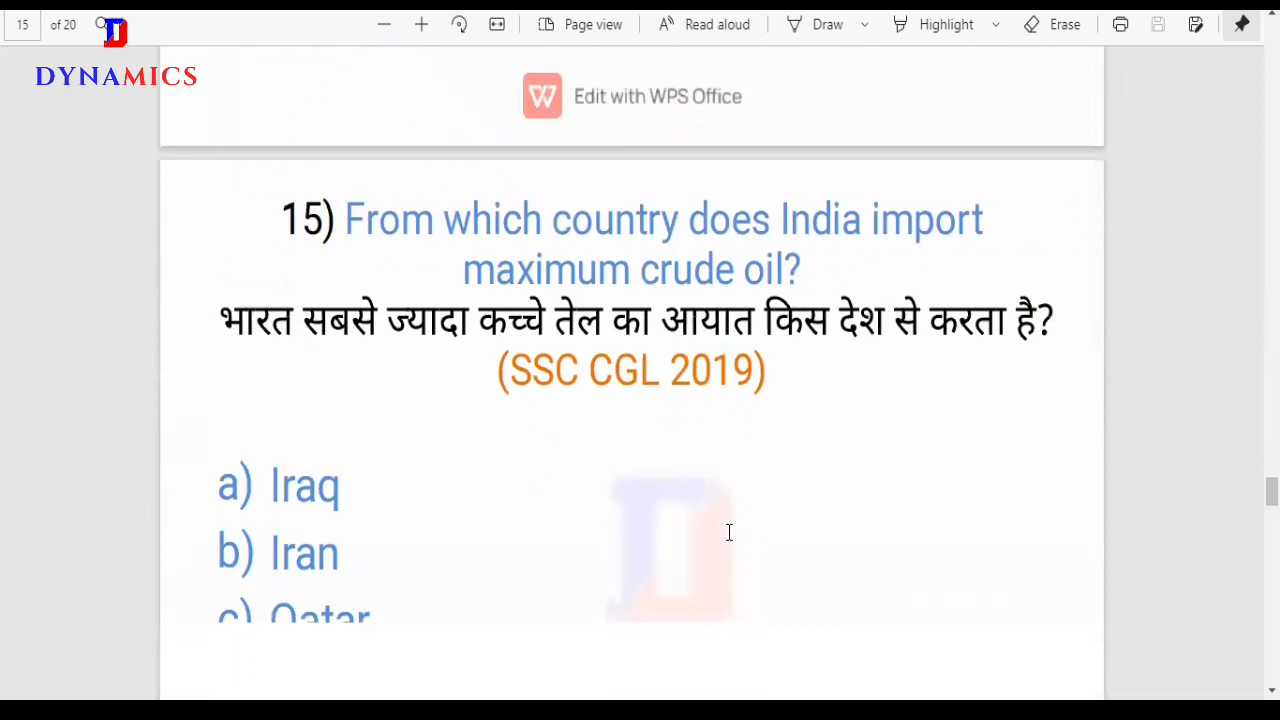 15 of 20 Page view Read aloud Draw Highlight Erase
DYNAMICS
Edit with WPS Office
15) From which country does India import
maximum crude oil?
भारत सबसे ज्यादा कच्चे तेल का आयात किस देश से करता है?
(SSC CGL 2019)
a) Iraq
b) Iran
c) Qatar